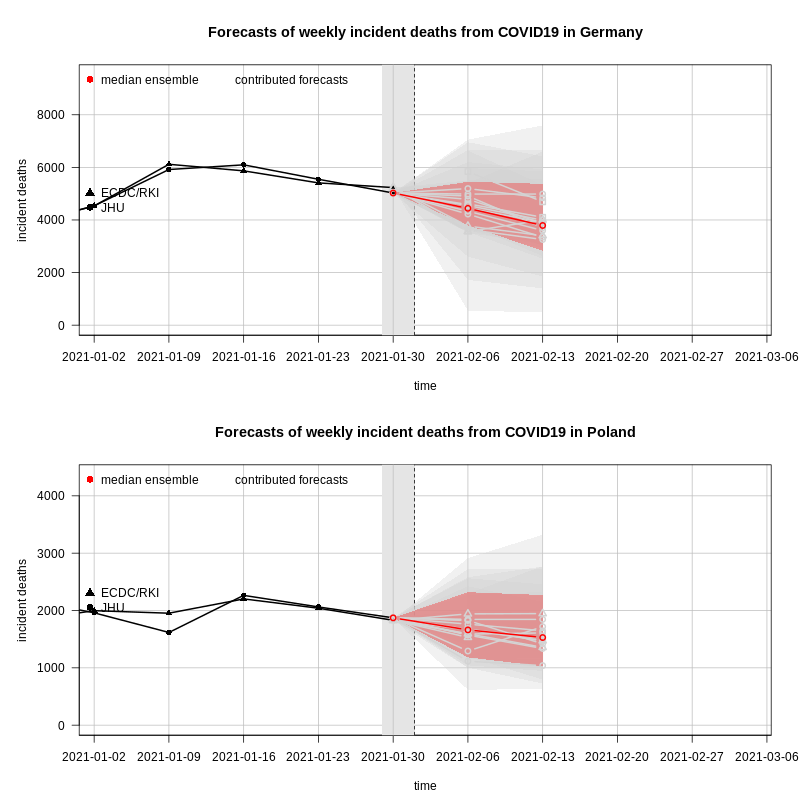 Forecasts of weekly incident deaths from COVID19 in Germany
median ensemble contributed forecasts
8000
6000
ECDC/RKI
JHU
4000
2000
0
incident deaths
2021-01-02 2021-01-09 2021-01-16 2021-01-23 2021-01-30 2021-02-06 2021-02-13 2021-02-20 2021-02-27 2021-03-06
time
Forecasts of weekly incident deaths from COVID19 in Poland
median ensemble contributed forecasts
4000
3000
ECDC/RKI
JHU
2000
1000
0
incident deaths
2021-01-02 2021-01-09 2021-01-16 2021-01-23 2021-01-30 2021-02-06 2021-02-13 2021-02-20 2021-02-27 2021-03-06
time